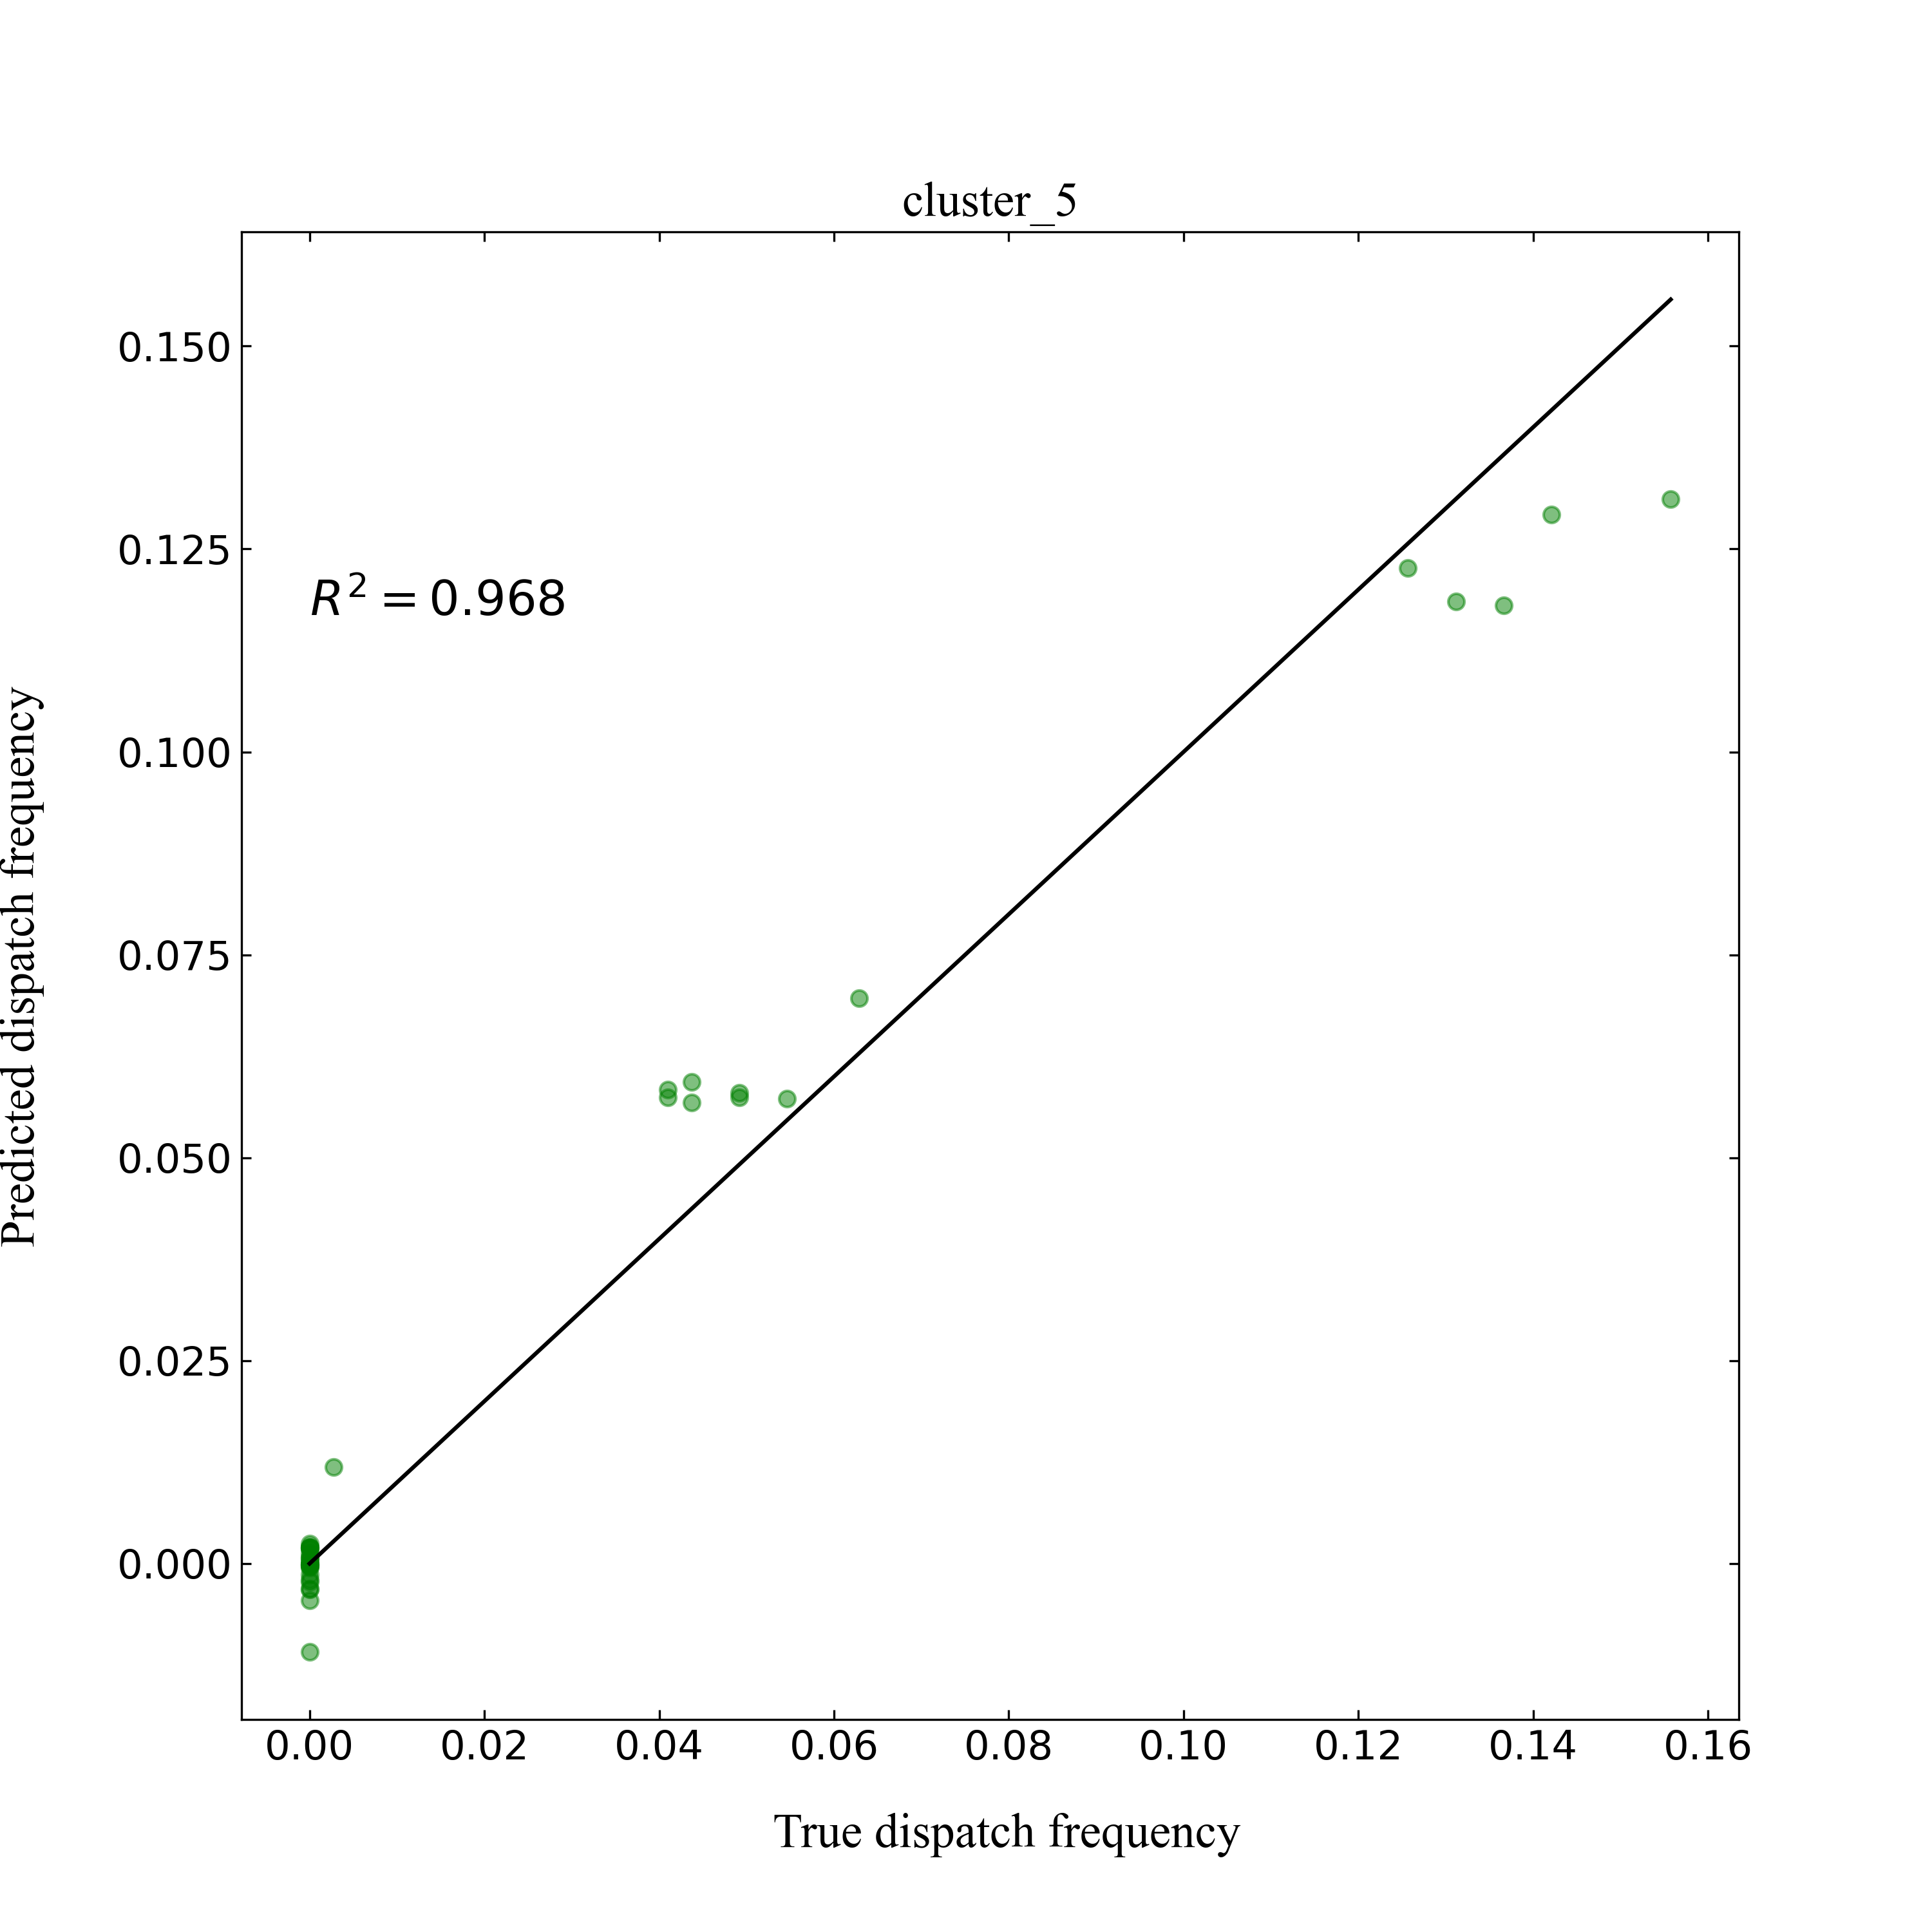 cluster_5
R² = 0.968
Predicted dispatch frequency
0.150
0.125
0.100
0.075
0.050
0.025
0.000
0.00 0.02 0.04 0.06 0.08 0.10 0.12 0.14 0.16
True dispatch frequency